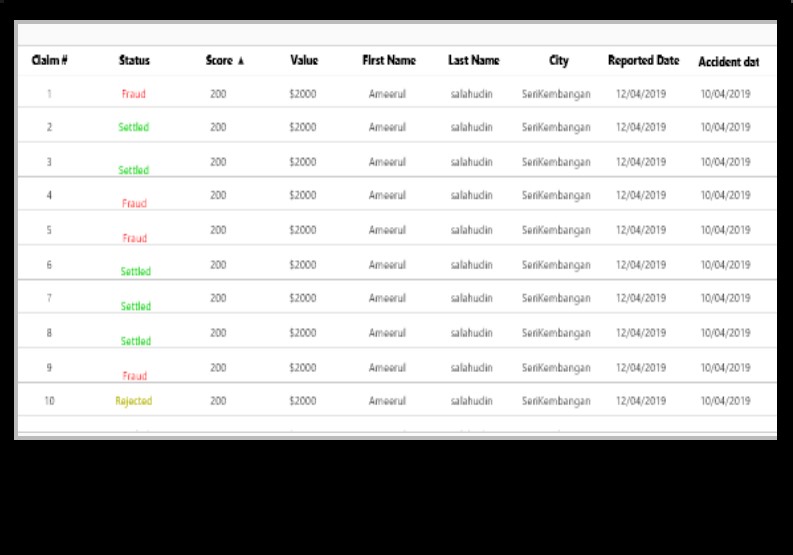 Claim # Status Score ▲ Value First Name Last Name City Reported Date Accident dat
1 Fraud 200 $2000 Ameerul salahudin SeriKembangan 12/04/2019 10/04/2019
2 Settled 200 $2000 Ameerul salahudin SeriKembangan 12/04/2019 10/04/2019
3 Settled 200 $2000 Ameerul salahudin SeriKembangan 12/04/2019 10/04/2019
4 Fraud 200 $2000 Ameerul salahudin SeriKembangan 12/04/2019 10/04/2019
5 Fraud 200 $2000 Ameerul salahudin SeriKembangan 12/04/2019 10/04/2019
6 Settled 200 $2000 Ameerul salahudin SeriKembangan 12/04/2019 10/04/2019
7 Settled 200 $2000 Ameerul salahudin SeriKembangan 12/04/2019 10/04/2019
8 Settled 200 $2000 Ameerul salahudin SeriKembangan 12/04/2019 10/04/2019
9 Fraud 200 $2000 Ameerul salahudin SeriKembangan 12/04/2019 10/04/2019
10 Rejected 200 $2000 Ameerul salahudin SeriKembangan 12/04/2019 10/04/2019